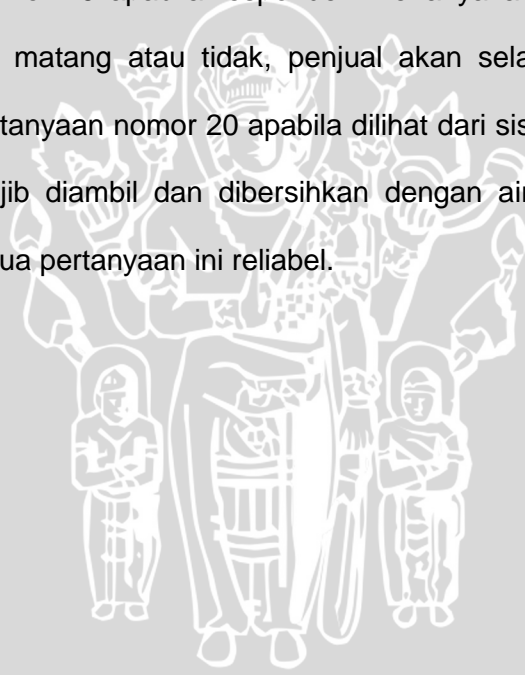 matang atau tidak, penjual akan sela
tanyaan nomor 20 apabila dilihat dari sis
jib diambil dan dibersihkan dengan air
ua pertanyaan ini reliabel.